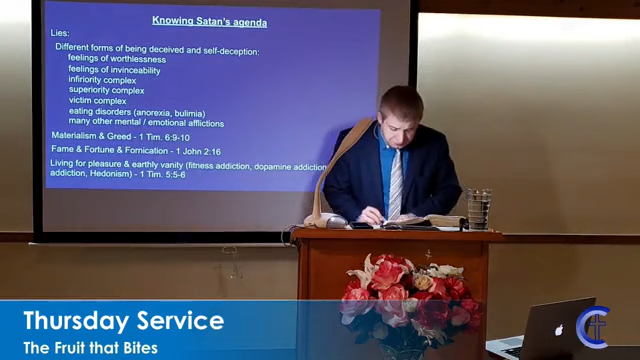 Knowing Satan's agenda
Lies:
Different forms of being deceived and self-deception:
feelings of worthlessness
feelings of invinceability
infiriority complex
superiority complex
victim complex
eating disorders (anorexia, bulimia)
many other mental / emotional afflictions
Materialism & Greed - 1 Tim. 6:9-10
Fame & Fortune & Fornication - 1 John 2:16
Living for pleasure & earthly vanity (fitness addiction, dopamine addiction
addiction, Hedonism) - 1 Tim. 5:5-6
Thursday Service
The Fruit that Bites